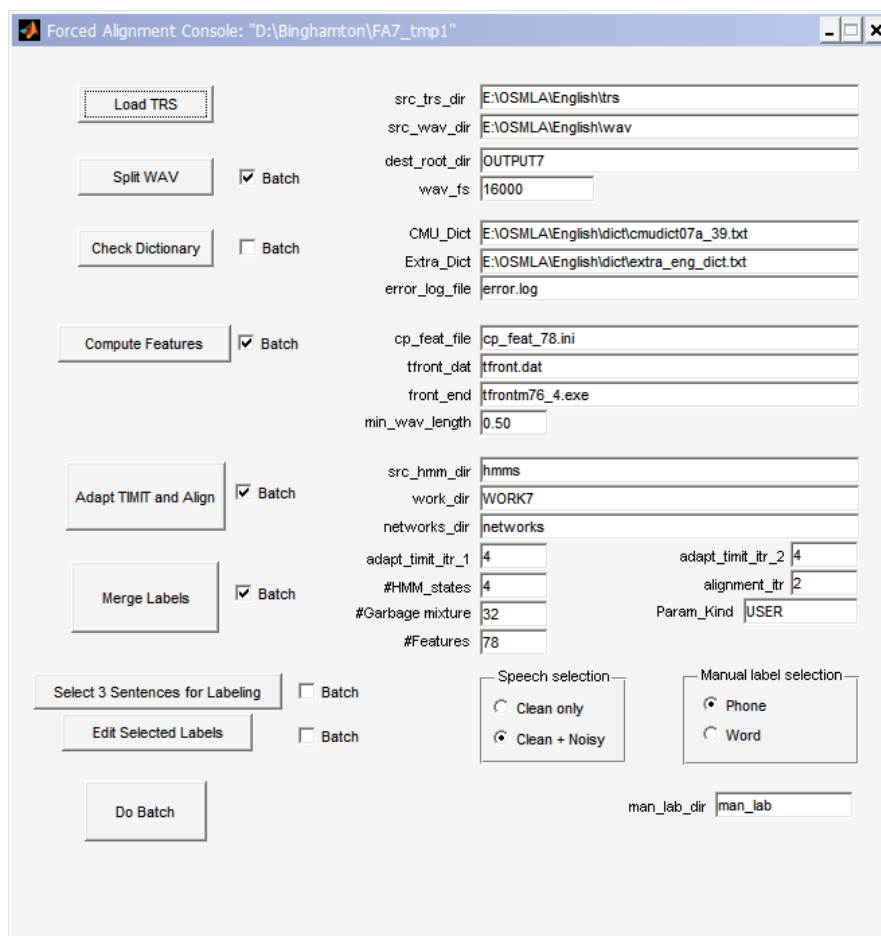 Forced Alignment Console: "D:\Binghamton\FA7_tmp1"
Load TRS
src_trs_dir E:\OSMLA\English\trs
src_wav_dir E:\OSMLA\English\wav
Split WAV Batch
dest_root_dir OUTPUT7
wav_fs 16000
Check Dictionary Batch
CMU_Dict E:\OSMLA\English\dict\cmudict07a_39.txt
Extra_Dict E:\OSMLA\English\dict\extra_eng_dict.txt
error_log_file error.log
Compute Features Batch
cp_feat_file cp_feat_78.ini
tfront_dat tfront.dat
front_end tfrontm76_4.exe
min_wav_length 0.50
Adapt TIMIT and Align Batch
src_hmm_dir hmms
work_dir WORK7
networks_dir networks
adapt_timit_itr_1 4 adapt_timit_itr_2 4
Merge Labels Batch
#HMM_states 4 alignment_itr 2
#Garbage mixture 32 Param_Kind USER
#Features 78
Select 3 Sentences for Labeling Batch
Edit Selected Labels Batch
Speech selection
Clean only
Clean + Noisy
Manual label selection
Phone
Word
Do Batch
man_lab_dir man_lab